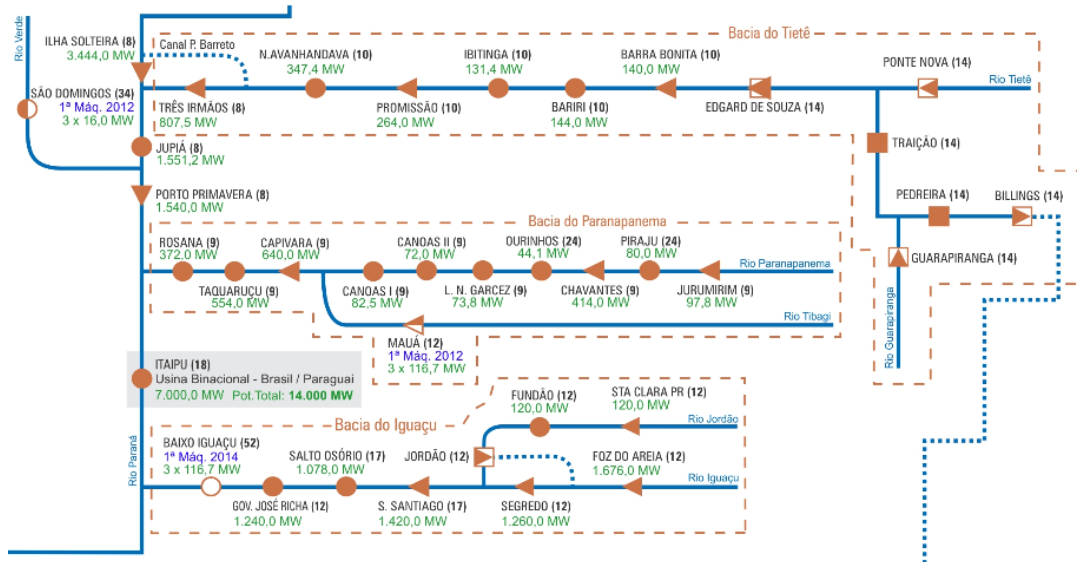 Rio Verde
ILHA SOLTEIRA (8)
3.444,0 MW
Canal P. Barreto
SÃO DOMINGOS (34)
1ª Máq. 2012
3 x 16,0 MW
TRÊS IRMÃOS (8)
807,5 MW
N.AVANHANDAVA (10)
347,4 MW
PROMISSÃO (10)
264,0 MW
IBITINGA (10)
131,4 MW
BARIRI (10)
144,0 MW
BARRA BONITA (10)
140,0 MW
EDGARD DE SOUZA (14)
Bacia do Tietê
PONTE NOVA (14)
Rio Tietê
TRAIÇÃO (14)
PEDREIRA (14)
BILLINGS (14)
GUARAPIRANGA (14)
Rio Guarapiranga
JUPIÁ (8)
1.551,2 MW
PORTO PRIMAVERA (8)
1.540,0 MW
Bacia do Paranapanema
ROSANA (9)
372,0 MW
TAQUARUÇU (9)
554,0 MW
CAPIVARA (9)
640,0 MW
CANOAS I (9)
82,5 MW
CANOAS II (9)
72,0 MW
L. N. GARCEZ (9)
73,8 MW
OURINHOS (24)
44,1 MW
CHAVANTES (9)
414,0 MW
PIRAJU (24)
80,0 MW
JURUMIRIM (9)
97,8 MW
Rio Paranapanema
Rio Tibagi
MAUÁ (12)
1ª Máq. 2012
3 x 116,7 MW
ITAIPU (18)
Usina Binacional - Brasil / Paraguai
7.000,0 MW Pot.Total: 14.000 MW
Rio Paraná
Bacia do Iguaçu
FUNDÃO (12)
120,0 MW
STA CLARA PR (12)
120,0 MW
Rio Jordão
BAIXO IGUAÇU (52)
1ª Máq. 2014
3 x 116,7 MW
SALTO OSÓRIO (17)
1.078,0 MW
JORDÃO (12)
FOZ DO AREIA (12)
1.676,0 MW
Rio Iguaçu
GOV. JOSÉ RICHA (12)
1.240,0 MW
S. SANTIAGO (17)
1.420,0 MW
SEGREDO (12)
1.260,0 MW